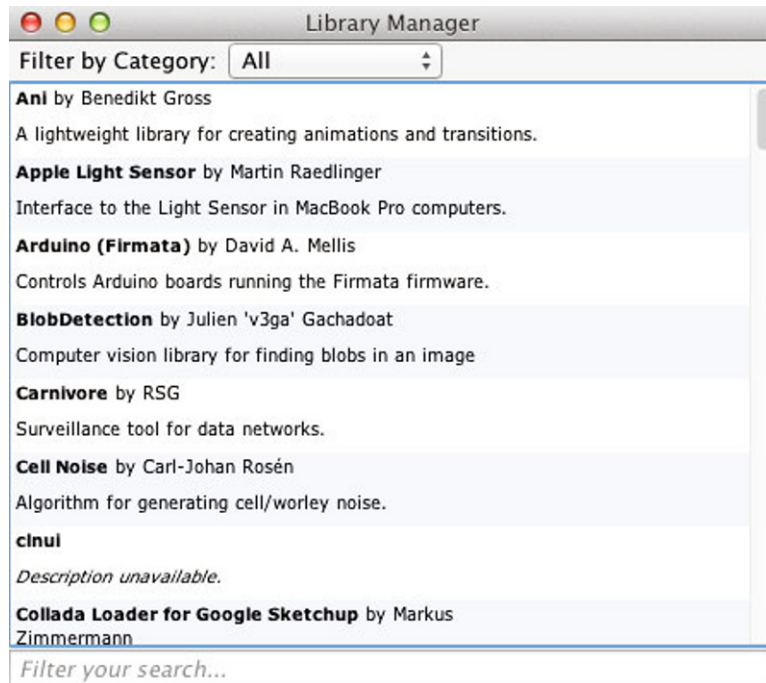 Library Manager
Filter by Category: All
Ani by Benedikt Gross
A lightweight library for creating animations and transitions.
Apple Light Sensor by Martin Raedlinger
Interface to the Light Sensor in MacBook Pro computers.
Arduino (Firmata) by David A. Mellis
Controls Arduino boards running the Firmata firmware.
BlobDetection by Julien 'v3ga' Gachadoat
Computer vision library for finding blobs in an image
Carnivore by RSG
Surveillance tool for data networks.
Cell Noise by Carl-Johan Rosén
Algorithm for generating cell/worley noise.
clnui
Description unavailable.
Collada Loader for Google Sketchup by Markus
Zimmermann
Filter your search...